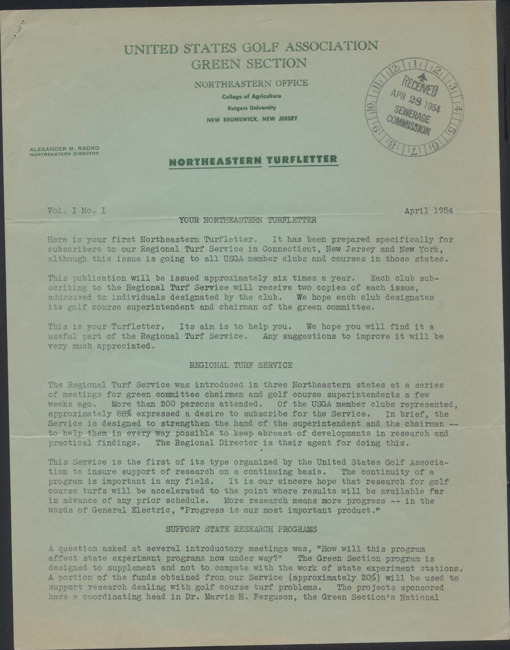 UNITED STATES GOLF ASSOCIATION
GREEN SECTION
NORTHEASTERN OFFICE
College of Agriculture
Rutgers University
NEW BRUNSWICK, NEW JERSEY
RECEIVED
APR 28 1954
SEWERAGE
COMMISSION
ALEXANDER M. RADKO
NORTHEASTERN DIRECTOR
NORTHEASTERN TURFLETTER
Vol. I No. I April 1954
YOUR NORTHEASTERN TURFLETTER
Here is your first Northeastern Turfletter. It has been prepared specifically for
subscribers to our Regional Turf Service in Connecticut, New Jersey and New York,
although this issue is going to all USGA member clubs and courses in those states.
This publication will be issued approximately six times a year. Each club sub-
scribing to the Regional Turf Service will receive two copies of each issue,
addressed to individuals designated by the club. We hope each club designates
its golf course superintendent and chairman of the green committee.
This is your Turfletter. Its aim is to help you. We hope you will find it a
useful part of the Regional Turf Service. Any suggestions to improve it will be
very much appreciated.
REGIONAL TURF SERVICE
The Regional Turf Service was introduced in three Northeastern states at a series
of meetings for green committee chairmen and golf course superintendents a few
weeks ago. More than 200 persons attended. Of the USGA member clubs represented,
approximately 88% expressed a desire to subscribe for the Service. In brief, the
Service is designed to strengthen the hand of the superintendent and the chairman --
to help them in every way possible to keep abreast of developments in research and
practical findings. The Regional Director is their agent for doing this.
This Service is the first of its type organized by the United States Golf Associa-
tion to insure support of research on a continuing basis. The continuity of a
program is important in any field. It is our sincere hope that research for golf
course turfs will be accelerated to the point where results will be available far
in advance of any prior schedule. More research means more progress -- in the
words of General Electric, "Progress is our most important product."
SUPPORT STATE RESEARCH PROGRAMS
A question asked at several introductory meetings was, "How will this program
affect state experiment programs now under way?" The Green Section program is
designed to supplement and not to compete with the work of state experiment stations.
A portion of the funds obtained from our Service (approximately 20%) will be used to
support research dealing with golf course turf problems. The projects sponsored
have a coordinating head in Dr. Marvin H. Ferguson, the Green Section's National